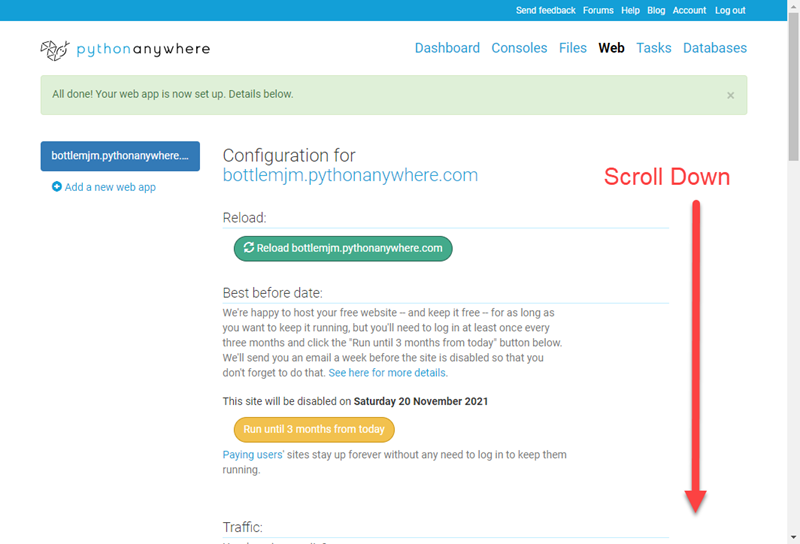 Send feedback Forums Help Blog Account Log out
pythonanywhere
Dashboard Consoles Files Web Tasks Databases
All done! Your web app is now set up. Details below.
×
bottlemjm.pythonanywhere....
Add a new web app
Configuration for
bottlemjm.pythonanywhere.com
Scroll Down
Reload:
Reload bottlemjm.pythonanywhere.com
Best before date:
We're happy to host your free website -- and keep it free -- for as long as
you want to keep it running, but you'll need to log in at least once every
three months and click the "Run until 3 months from today" button below.
We'll send you an email a week before the site is disabled so that you
don't forget to do that. See here for more details.
This site will be disabled on Saturday 20 November 2021
Run until 3 months from today
Paying users' sites stay up forever without any need to log in to keep them
running.
Traffic: